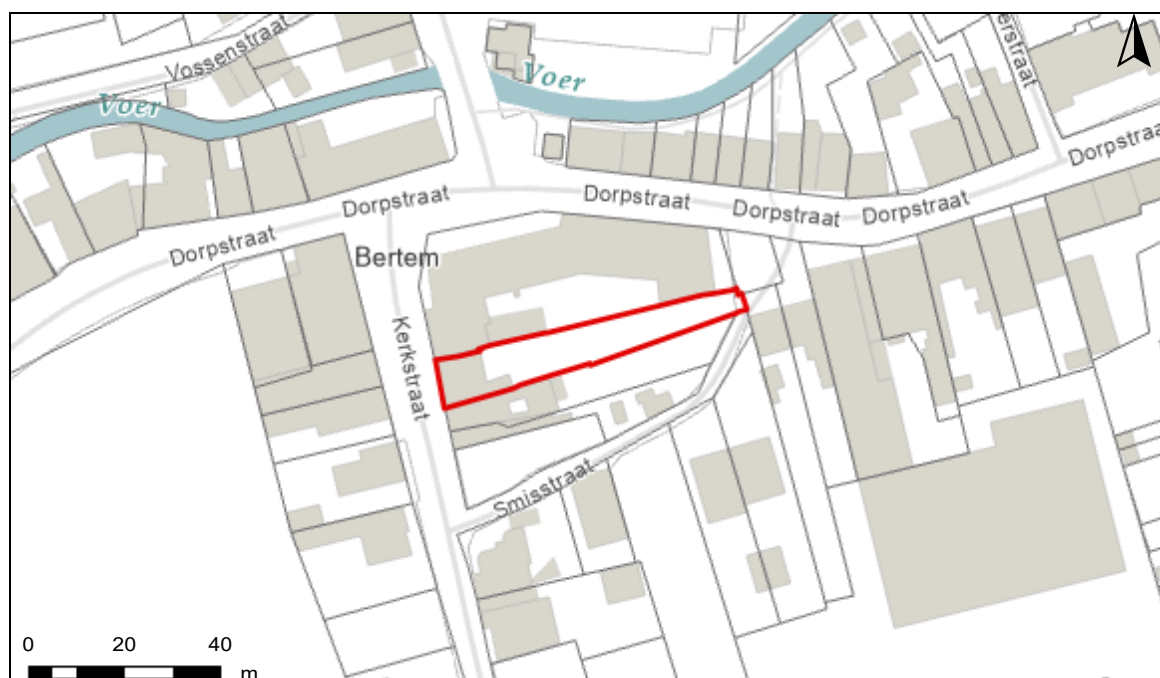 Vossenstraat
Voer
Voer
Dorpstraat
Dorpstraat
Dorpstraat
Dorpstraat
Dorpstraat
Dorpstraa
erstraat
Bertem
Kerkstraat
Smisstraat
0 20 40
m